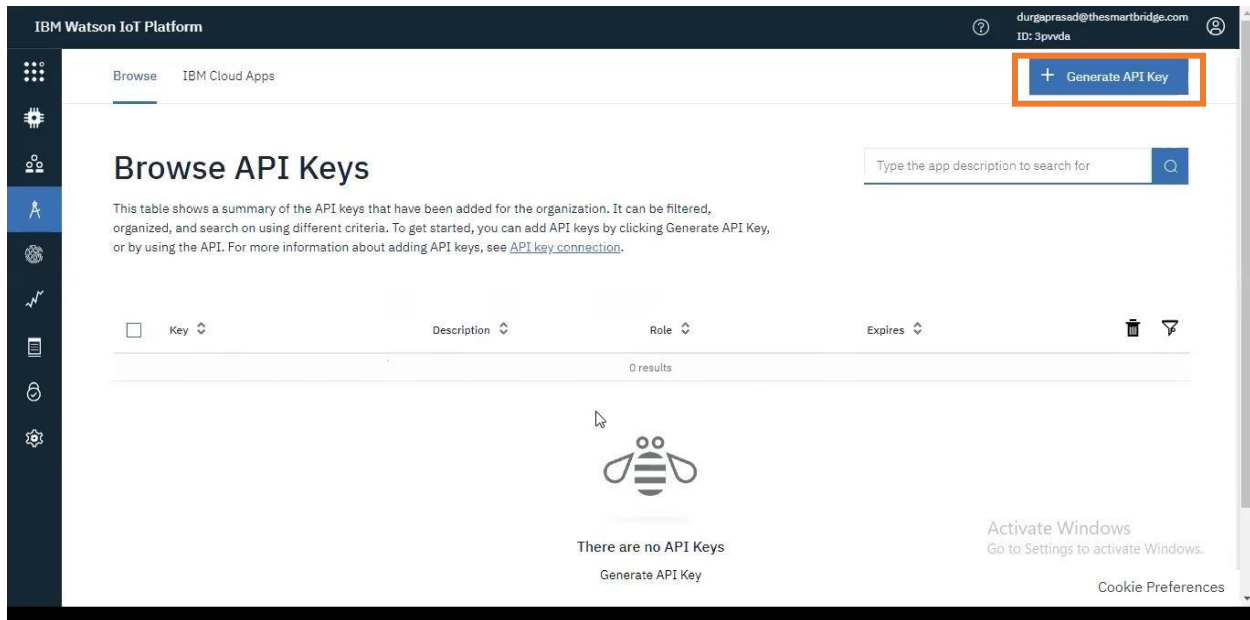 IBM Watson IoT Platform
durgaprasad@thesmartbridge.com
ID: 3pvvda
Browse IBM Cloud Apps
+ Generate API Key
Browse API Keys
Type the app description to search for
This table shows a summary of the API keys that have been added for the organization. It can be filtered,
organized, and search on using different criteria. To get started, you can add API keys by clicking Generate API Key,
or by using the API. For more information about adding API keys, see API key connection.
Key Description Role Expires
0 results
There are no API Keys
Generate API Key
Activate Windows
Go to Settings to activate Windows.
Cookie Preferences